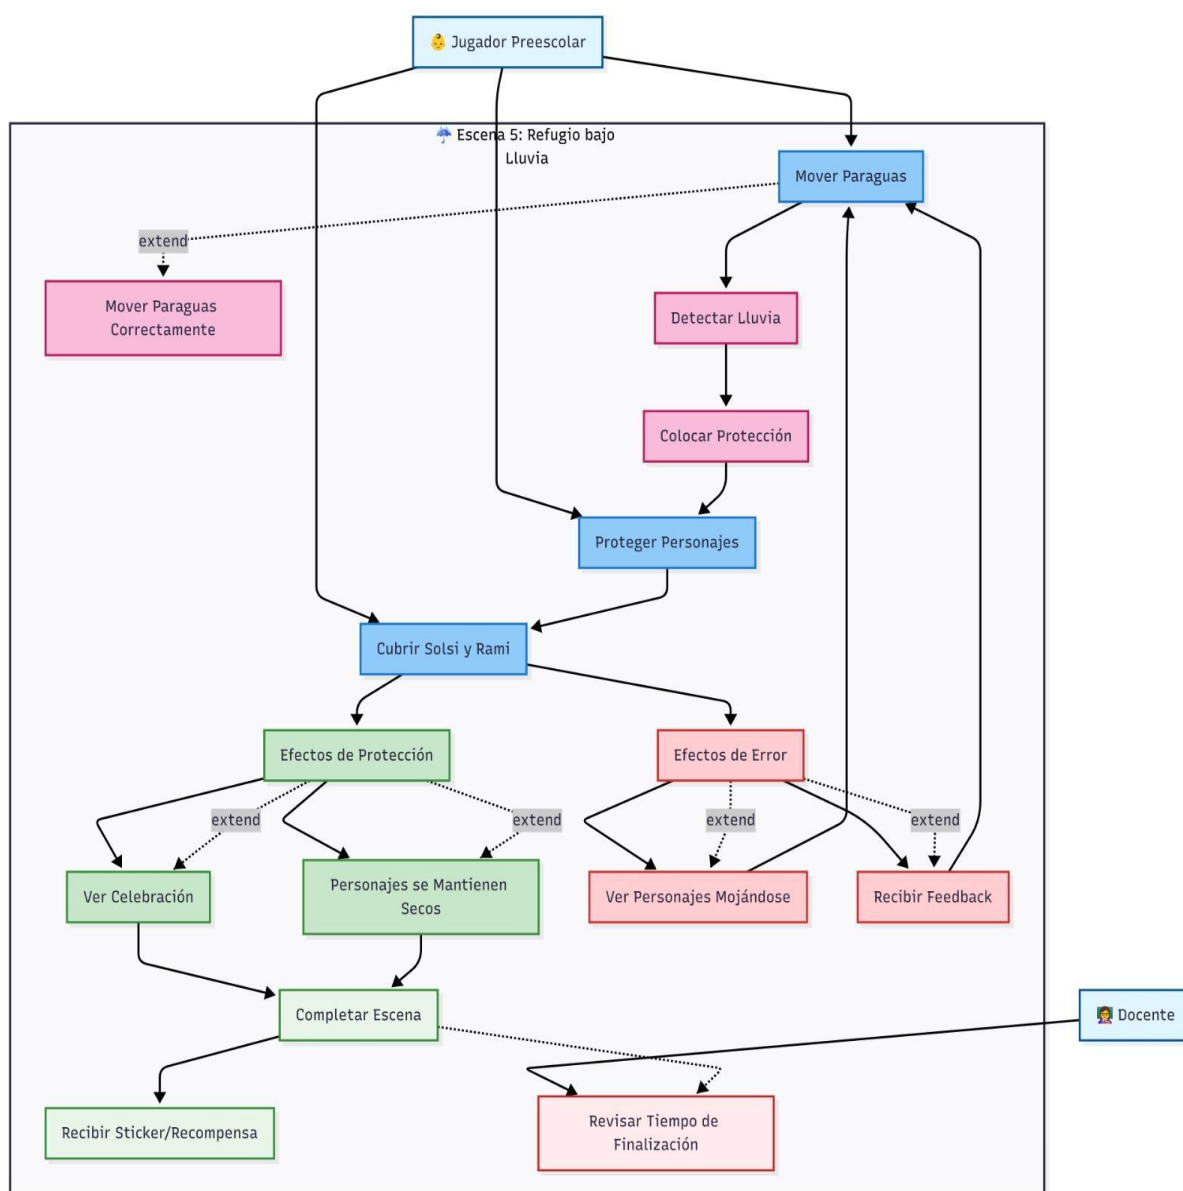 👶 Jugador Preescolar
☔ Escena 5: Refugio bajo
Lluvia
Mover Paraguas
extend
Mover Paraguas
Correctamente
Detectar Lluvia
Colocar Protección
Proteger Personajes
Cubrir Solsi y Rami
Efectos de Protección
Efectos de Error
extend
extend
extend
extend
Ver Celebración
Personajes se Mantienen
Secos
Ver Personajes Mojándose
Recibir Feedback
Completar Escena
👩‍🏫 Docente
Recibir Sticker/Recompensa
Revisar Tiempo de
Finalización